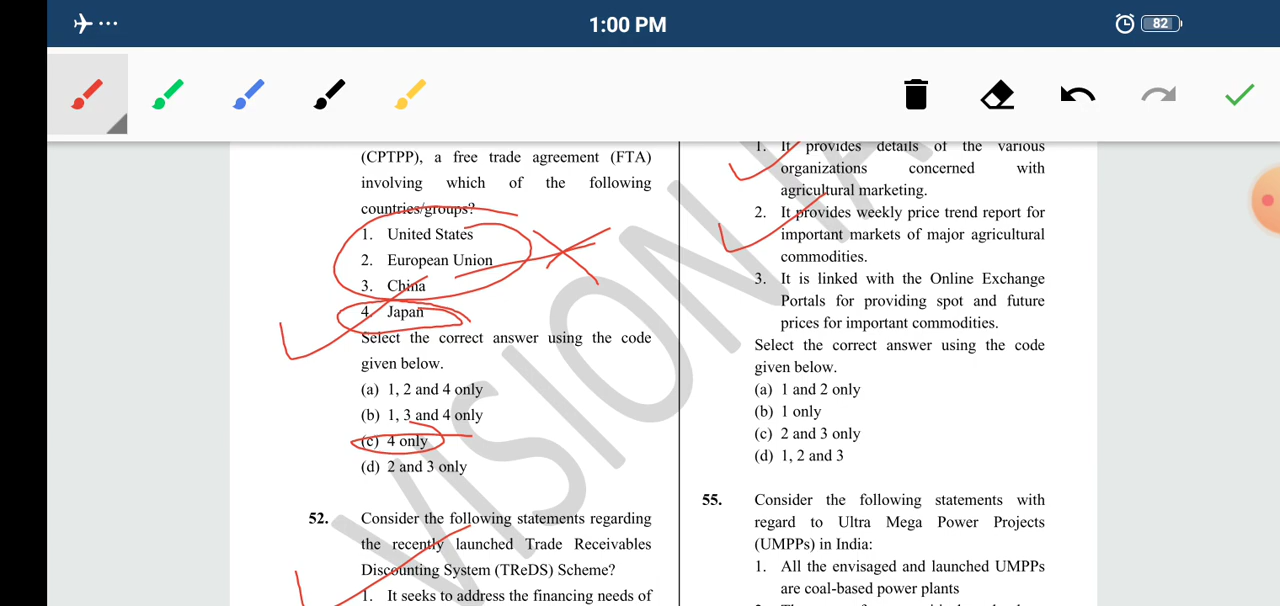 1:00 PM
82
(CPTPP), a free trade agreement (FTA)
involving which of the following
countries/groups?
1. United States
2. European Union
3. China
4. Japan
Select the correct answer using the code
given below.
(a) 1, 2 and 4 only
(b) 1, 3 and 4 only
(c) 4 only
(d) 2 and 3 only
52. Consider the following statements regarding
the recently launched Trade Receivables
Discounting System (TReDS) Scheme?
1. It seeks to address the financing needs of
1. It provides details of the various
organizations concerned with
agricultural marketing.
2. It provides weekly price trend report for
important markets of major agricultural
commodities.
3. It is linked with the Online Exchange
Portals for providing spot and future
prices for important commodities.
Select the correct answer using the code
given below.
(a) 1 and 2 only
(b) 1 only
(c) 2 and 3 only
(d) 1, 2 and 3
55. Consider the following statements with
regard to Ultra Mega Power Projects
(UMPPs) in India:
1. All the envisaged and launched UMPPs
are coal-based power plants
VISION IA